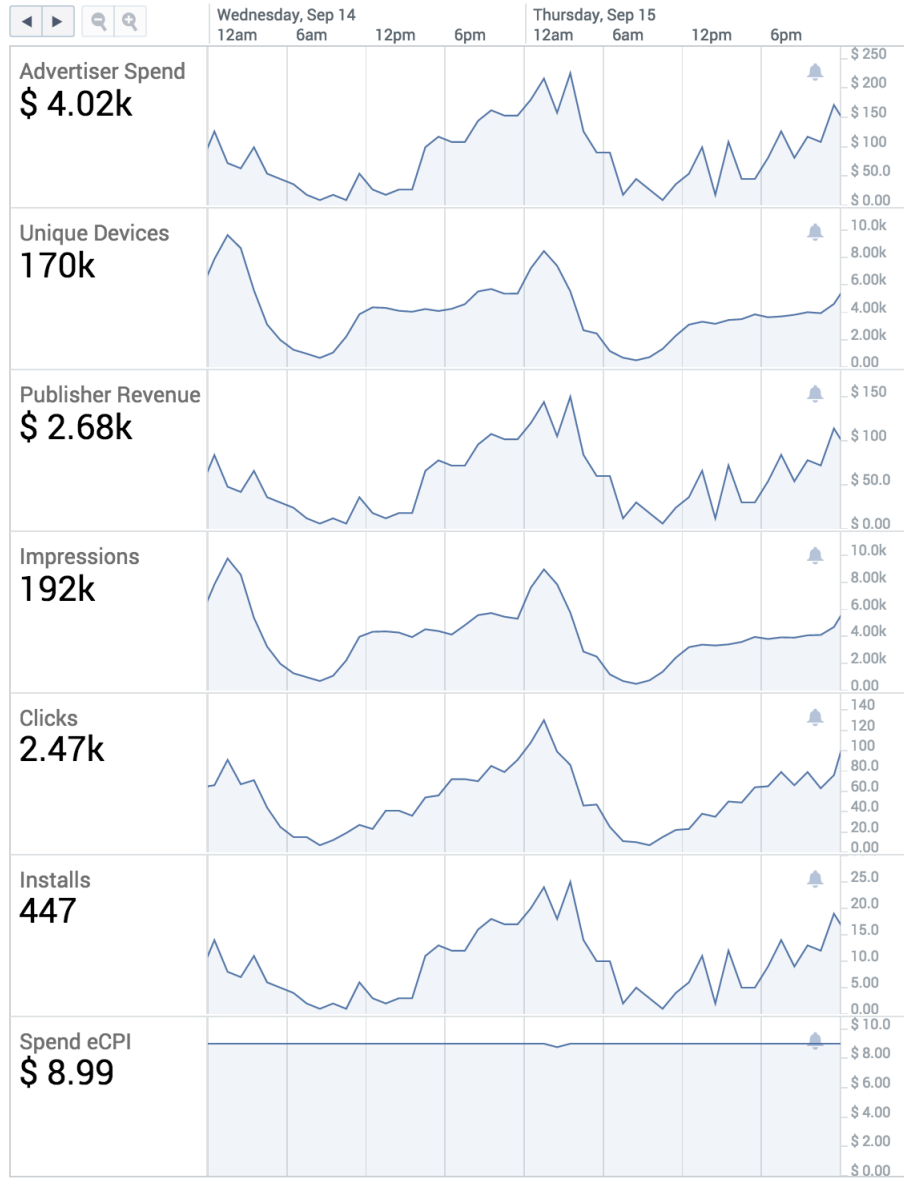 Wednesday, Sep 14 Thursday, Sep 15
12am 6am 12pm 6pm 12am 6am 12pm 6pm
Advertiser Spend
$ 4.02k
$ 250
$ 200
$ 150
$ 100
$ 50.0
$ 0.00
Unique Devices
170k
10.0k
8.00k
6.00k
4.00k
2.00k
0.00
Publisher Revenue
$ 2.68k
$ 150
$ 100
$ 50.0
$ 0.00
Impressions
192k
10.0k
8.00k
6.00k
4.00k
2.00k
0.00
Clicks
2.47k
140
120
100
80.0
60.0
40.0
20.0
0.00
Installs
447
25.0
20.0
15.0
10.0
5.00
0.00
Spend eCPI
$ 8.99
$ 10.0
$ 8.00
$ 6.00
$ 4.00
$ 2.00
$ 0.00